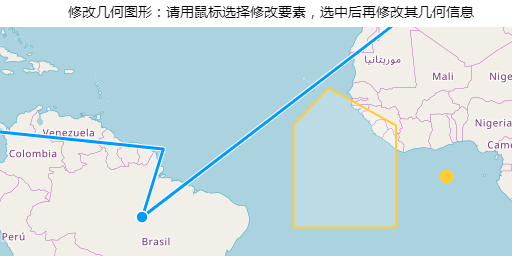 修改几何图形：请用鼠标选择修改要素，选中后再修改其几何信息
موريتانيا
Mali
Nige
Venezuela
Nigeria
Colombia
Came
Perú
Brasil